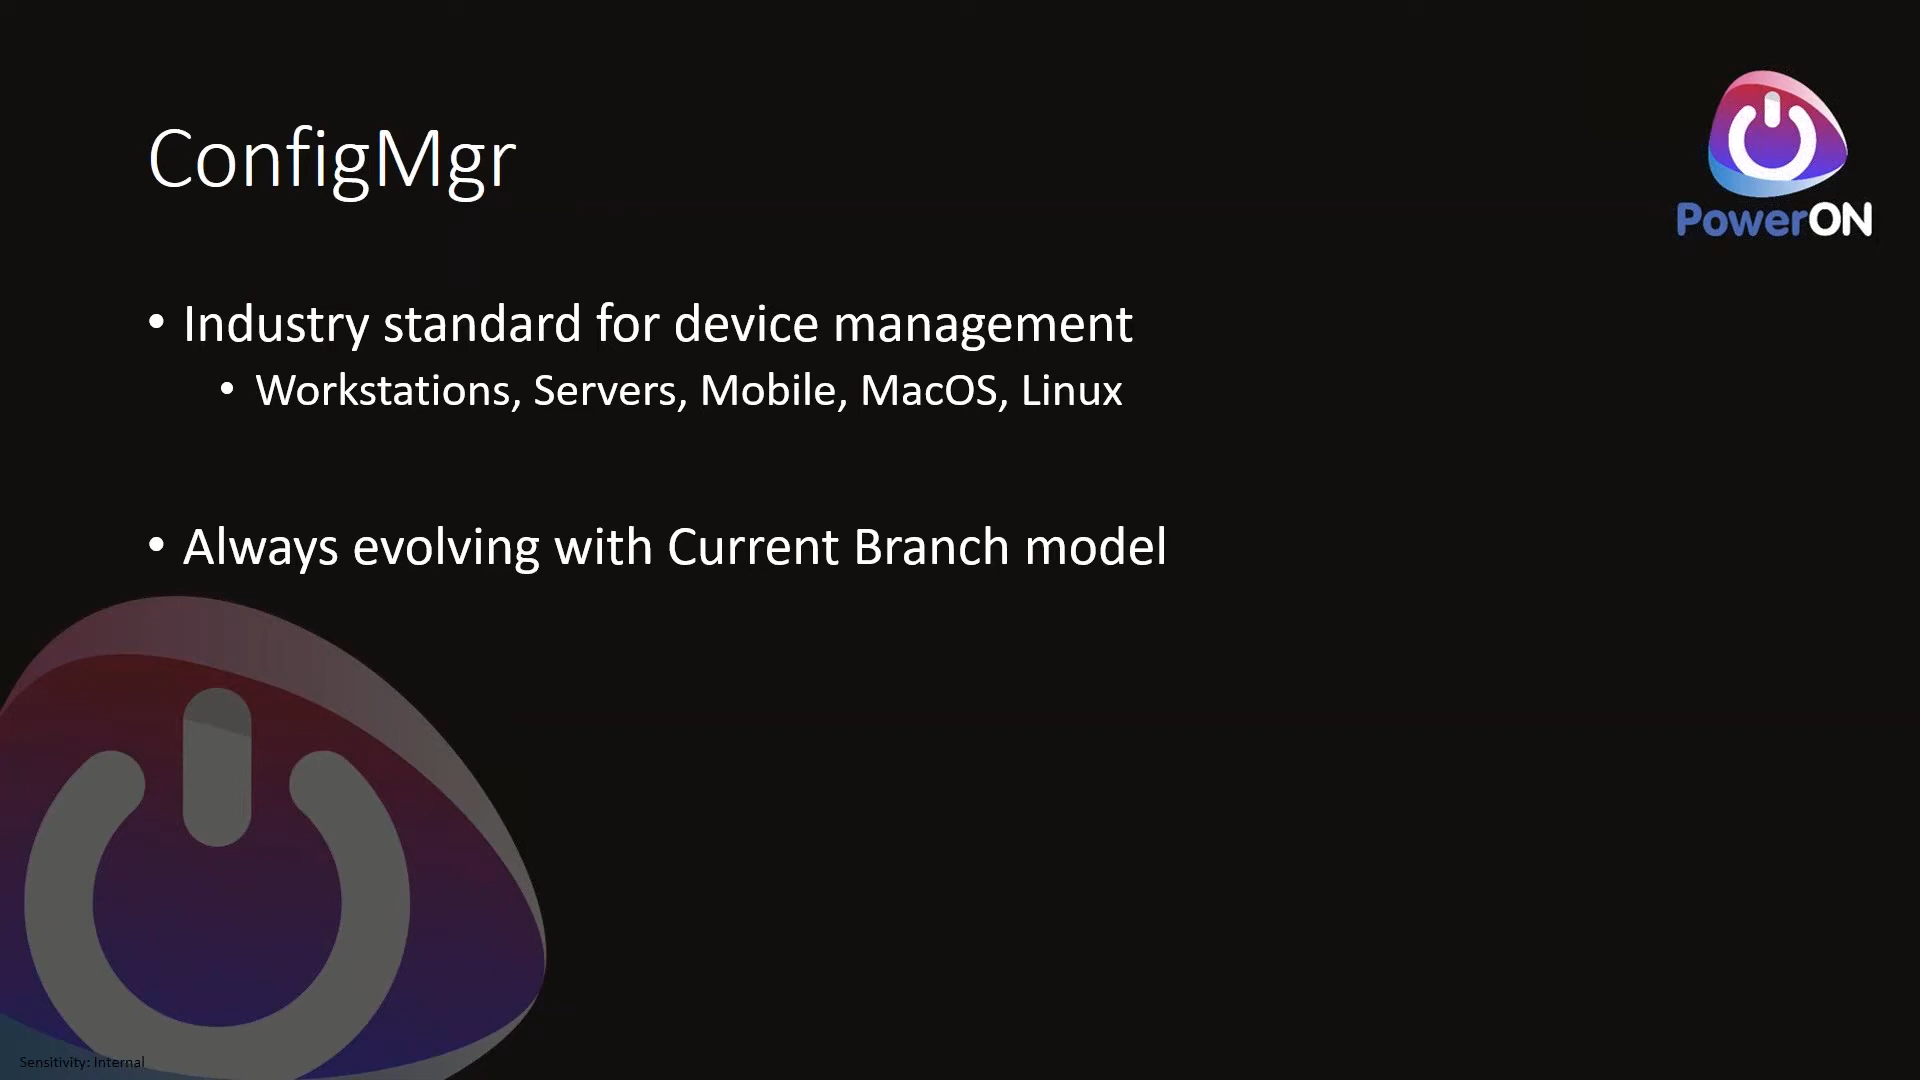 ConfigMgr
PowerON
• Industry standard for device management
• Workstations, Servers, Mobile, MacOS, Linux
• Always evolving with Current Branch model
Sensitivity: Internal